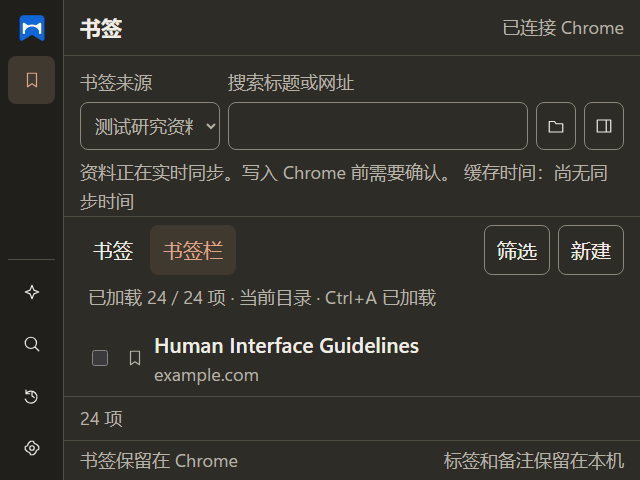 书签
已连接 Chrome
书签来源
搜索标题或网址
测试研究资料
资料正在实时同步。写入 Chrome 前需要确认。 缓存时间：尚无同
步时间
书签
书签栏
筛选
新建
已加载 24 / 24 项 · 当前目录 · Ctrl+A 已加载
Human Interface Guidelines
example.com
24 项
书签保留在 Chrome
标签和备注保留在本机